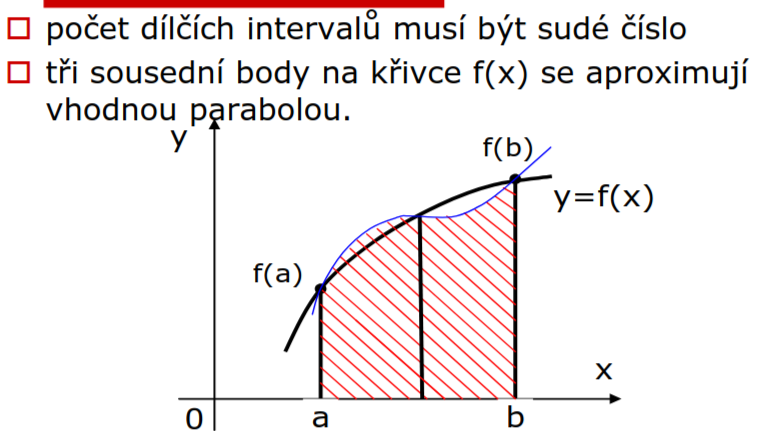 počet dílčích intervalů musí být sudé číslo
tři sousední body na křivce f(x) se aproximují
vhodnou parabolou.
y
f(b)
y=f(x)
f(a)
x
0
a
b